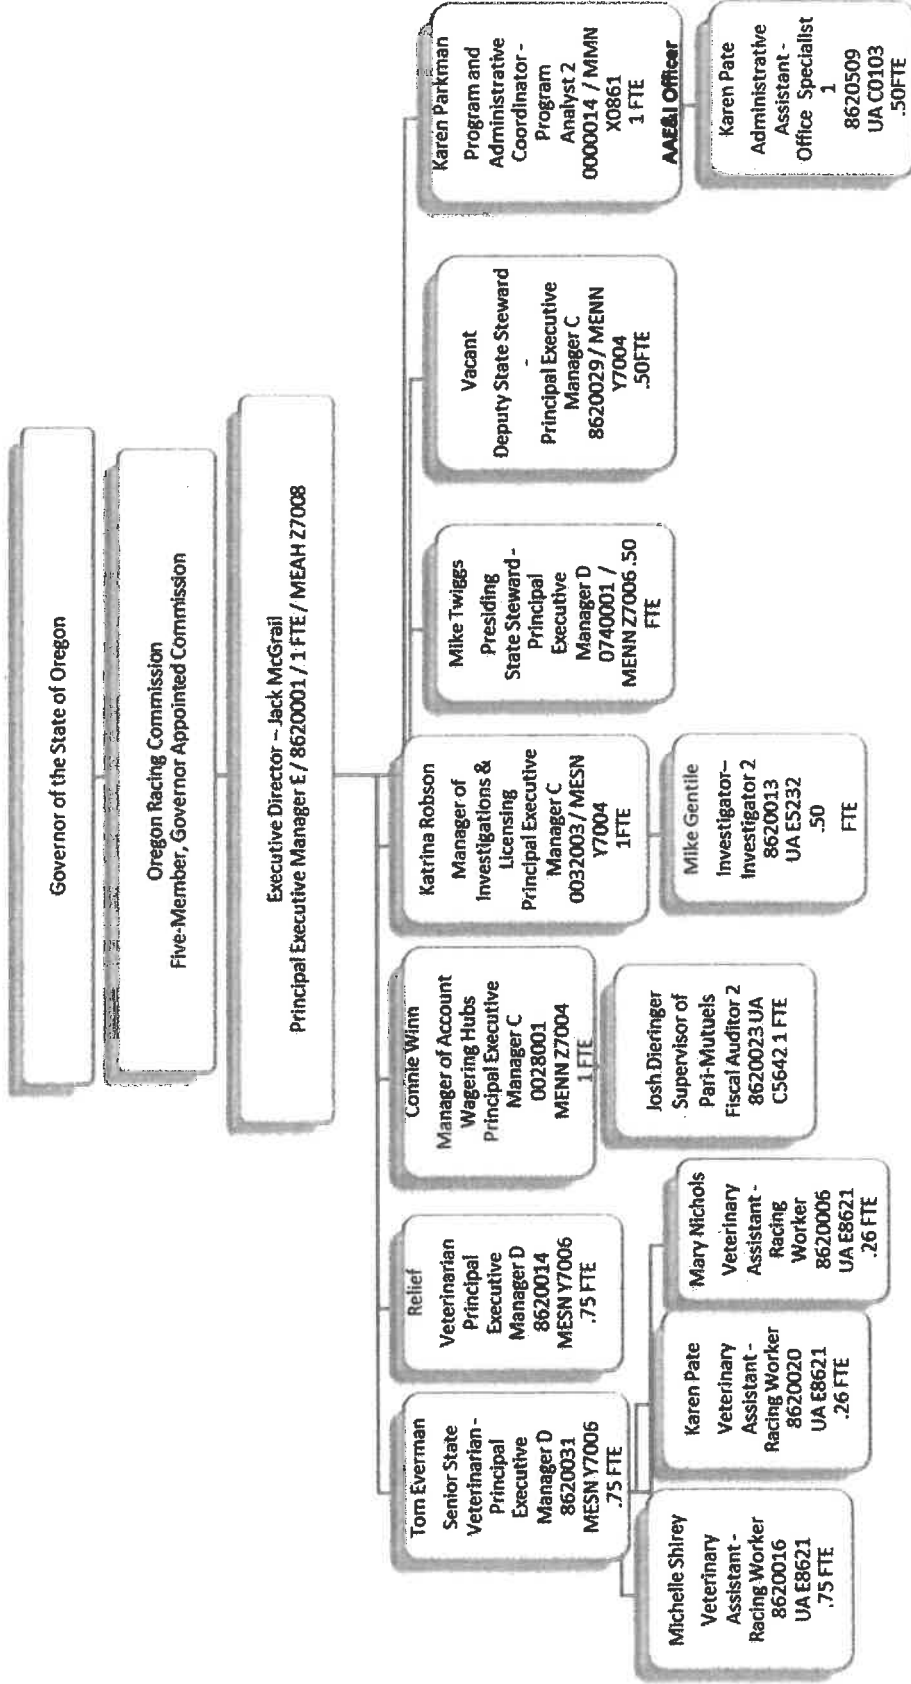 Governor of the State of Oregon
Oregon Racing Commission
Five-Member, Governor Appointed Commission
Executive Director – Jack McGrail
Principal Executive Manager E / 8620001 / 1 FTE / MEAH Z7008
Tom Everman
Senior State
Veterinarian-
Principal
Executive
Manager D
8620031
MESN Y7006
.75 FTE
Relief
Veterinarian
Principal
Executive
Manager D
8620014
MESN Y7006
.75 FTE
Connie Winn
Manager of Account
Wagering Hubs
Principal Executive
Manager C
0028001
MENN Z7004
1 FTE
Katrina Robson
Manager of
Investigations &
Licensing
Principal Executive
Manager C
0032003/ MESN
Y7004
1FTE
Mike Twiggs
Presiding
State Steward-
Principal
Executive
Manager D
0740001 /
MENN Z7006 .50
FTE
Vacant
Deputy State Steward
-
Principal Executive
Manager C
8620029 / MENN
Y7004
.50FTE
Karen Parkman
Program and
Administrative
Coordinator-
Program
Analyst 2
0000014 / MMN
X0861
1 FTE
AAE&I Officer
Michelle Shirey
Veterinary
Assistant -
Racing Worker
8620016
UA E8621
.75 FTE
Karen Pate
Veterinary
Assistant -
Racing Worker
8620020
UA E8621
.26 FTE
Mary Nichols
Veterinary
Assistant -
Racing
Worker
8620006
UA E8621
.26 FTE
Josh Dieringer
Supervisor of
Pari-Mutuels
Fiscal Auditor 2
8620023 UA
C5642 1 FTE
Mike Gentile
Investigator–
Investigator 2
8620013
UA E5232
.50
FTE
Karen Pate
Administrative
Assistant -
Office Specialist
1
8620509
UA C0103
.50FTE